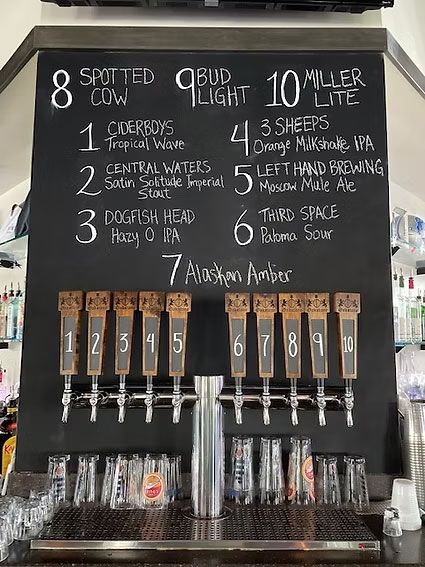 8 SPOTTED
COW
9 BUD
LIGHT
10 MILLER
LITE
1 CIDERBOYS
Tropical Wave
4 3 SHEEPS
Orange Milkshake IPA
2 CENTRAL WATERS
Satin Solitude Imperial
Stout
5 LEFT HAND BREWING
Moscow Mule Ale
3 DOGFISH HEAD
Hazy O IPA
6 THIRD SPACE
Paloma Sour
7 Alaskan Amber
1 2 3 4 5 6 7 8 9 10